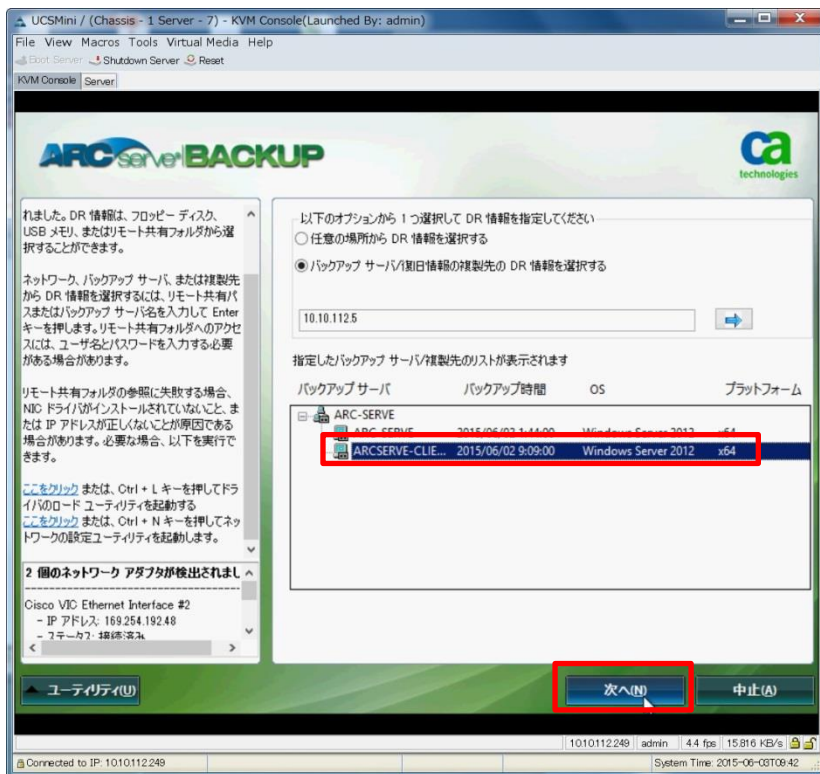 UCSMini / (Chassis - 1 Server - 7) - KVM Console(Launched By: admin)
File View Macros Tools Virtual Media Help
Boot Server Shutdown Server Reset
KVM Console Server
ARCserve BACKUP
ca
technologies
れました。DR 情報は、フロッピー ディスク、
USB メモリ、またはリモート共有フォルダから選
択することができます。
ネットワーク、バックアップ サーバ、または複製先
から DR 情報を選択するには、リモート共有パ
スまたはバックアップ サーバ名を入力して Enter
キーを押します。リモート共有フォルダへのアクセ
スには、ユーザ名とパスワードを入力する必要
がある場合があります。
リモート共有フォルダの参照に失敗する場合、
NIC ドライバがインストールされていないこと、ま
たは IP アドレスが正しくないことが原因である
場合があります。必要な場合、以下を実行で
きます。
ここをクリック または、Ctrl + L キーを押してドラ
イバのロード ユーティリティを起動する
ここをクリック または、Ctrl + N キーを押してネッ
トワークの設定ユーティリティを起動します。
2 個のネットワーク アダプタが検出されまし
Cisco VIC Ethernet Interface #2
- IP アドレス: 169.254.192.48
- ステータス: 接続済み
以下のオプションから 1 つ選択して DR 情報を指定してください
任意の場所から DR 情報を選択する
バックアップ サーバ/復旧情報の複製先の DR 情報を選択する
10.10.112.5
指定したバックアップ サーバ/複製先のリストが表示されます
バックアップ サーバ バックアップ時間 OS プラットフォーム
ARC-SERVE
ARC-SERVE 2015/06/02 1:44:00 Windows Server 2012 x64
ARCSERVE-CLIE... 2015/06/02 9:09:00 Windows Server 2012 x64
ユーティリティ(U)
次へ(N)
中止(A)
10.10.112.249 admin 4.4 fps 15.816 KB/s
Connected to IP: 10.10.112.249 System Time: 2015-06-03T09:42